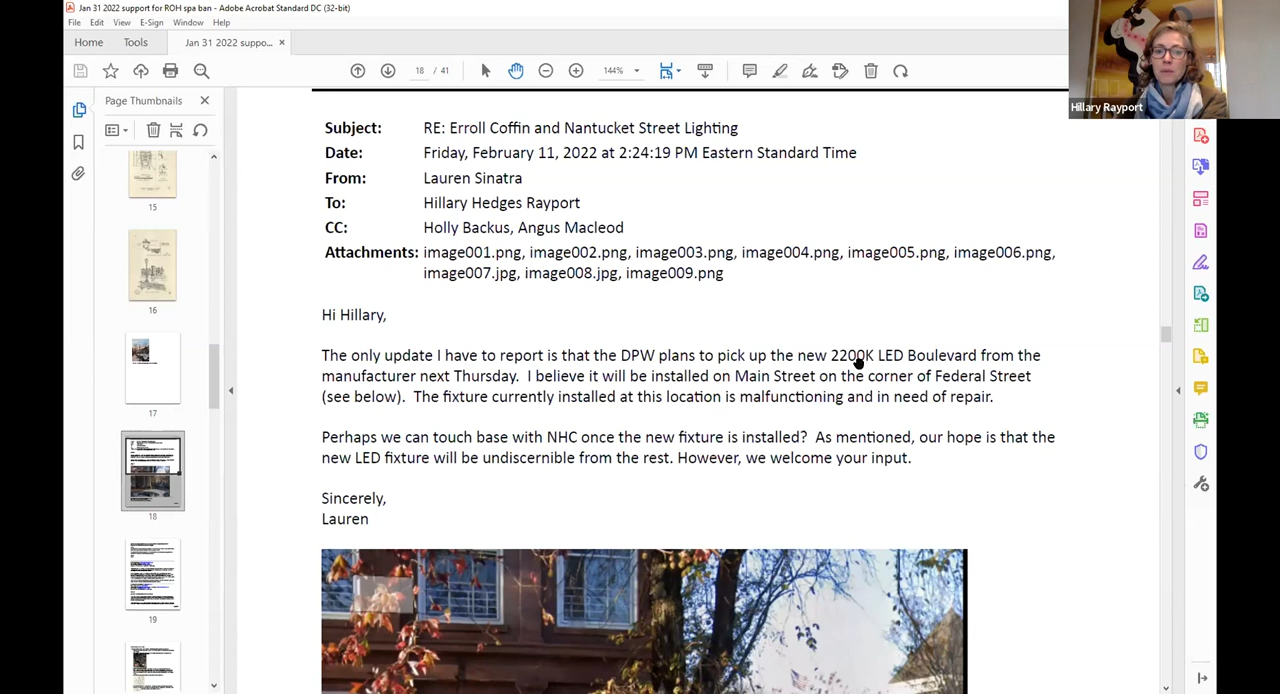 Jan 31 2022 support for ROH spa ban - Adobe Acrobat Standard DC (32-bit)
File Edit View E-Sign Window Help
Home Tools Jan 31 2022 suppo... ×
18 / 41 144%
Hillary Rayport
Page Thumbnails
15
16
17
18
19
Subject: RE: Erroll Coffin and Nantucket Street Lighting
Date: Friday, February 11, 2022 at 2:24:19 PM Eastern Standard Time
From: Lauren Sinatra
To: Hillary Hedges Rayport
CC: Holly Backus, Angus Macleod
Attachments: image001.png, image002.png, image003.png, image004.png, image005.png, image006.png,
image007.jpg, image008.jpg, image009.png
Hi Hillary,
The only update I have to report is that the DPW plans to pick up the new 2200K LED Boulevard from the
manufacturer next Thursday. I believe it will be installed on Main Street on the corner of Federal Street
(see below). The fixture currently installed at this location is malfunctioning and in need of repair.
Perhaps we can touch base with NHC once the new fixture is installed? As mentioned, our hope is that the
new LED fixture will be undiscernible from the rest. However, we welcome your input.
Sincerely,
Lauren